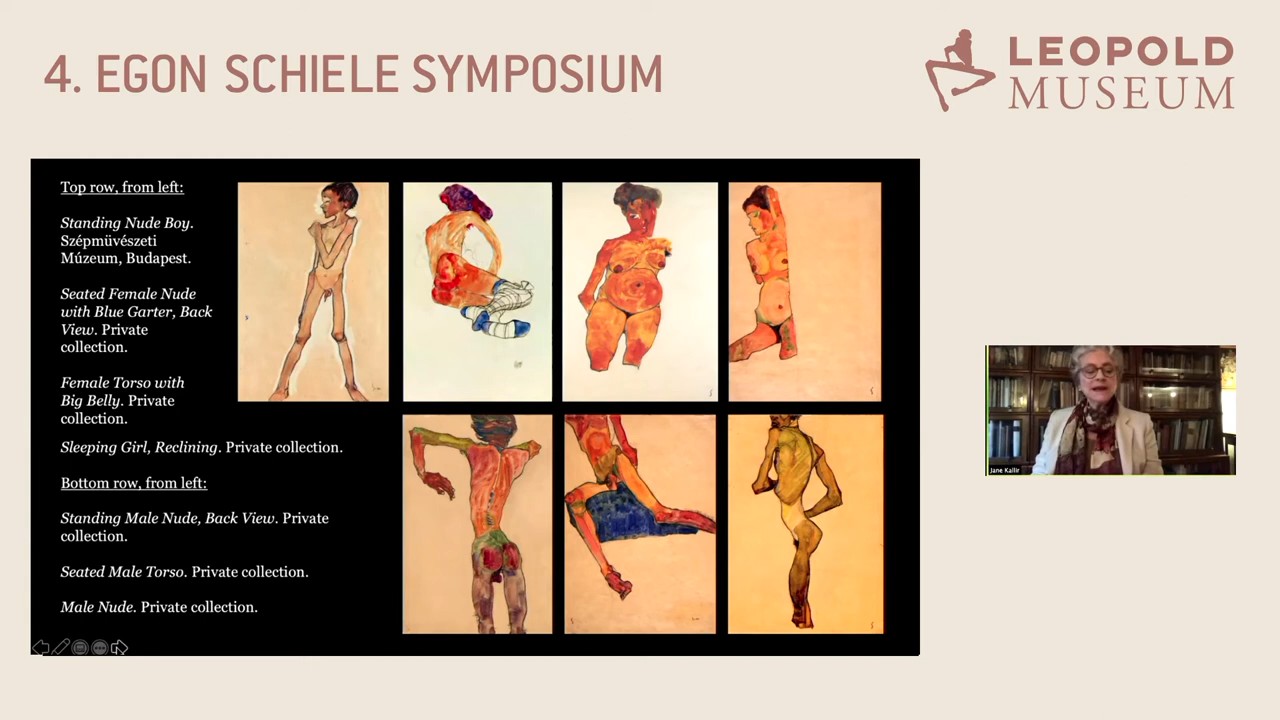 4. EGON SCHIELE SYMPOSIUM
LEOPOLD
MUSEUM
Top row, from left:
Standing Nude Boy.
Szépmüvészeti
Múzeum, Budapest.
Seated Female Nude
with Blue Garter, Back
View. Private
collection.
Female Torso with
Big Belly. Private
collection.
Sleeping Girl, Reclining. Private collection.
Bottom row, from left:
Standing Male Nude, Back View. Private
collection.
Seated Male Torso. Private collection.
Male Nude. Private collection.
Jane Kallir